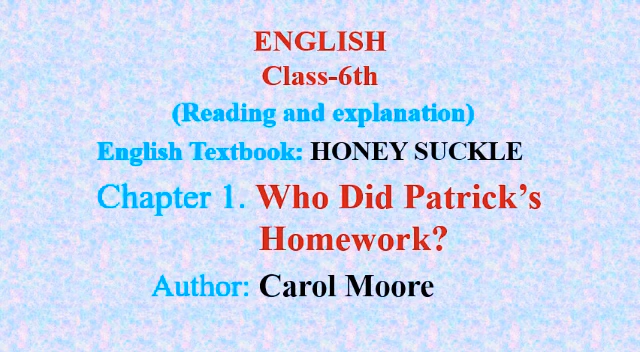 ENGLISH
Class-6th
(Reading and explanation)
English Textbook: HONEY SUCKLE
Chapter 1. Who Did Patrick’s
Homework?
Author: Carol Moore